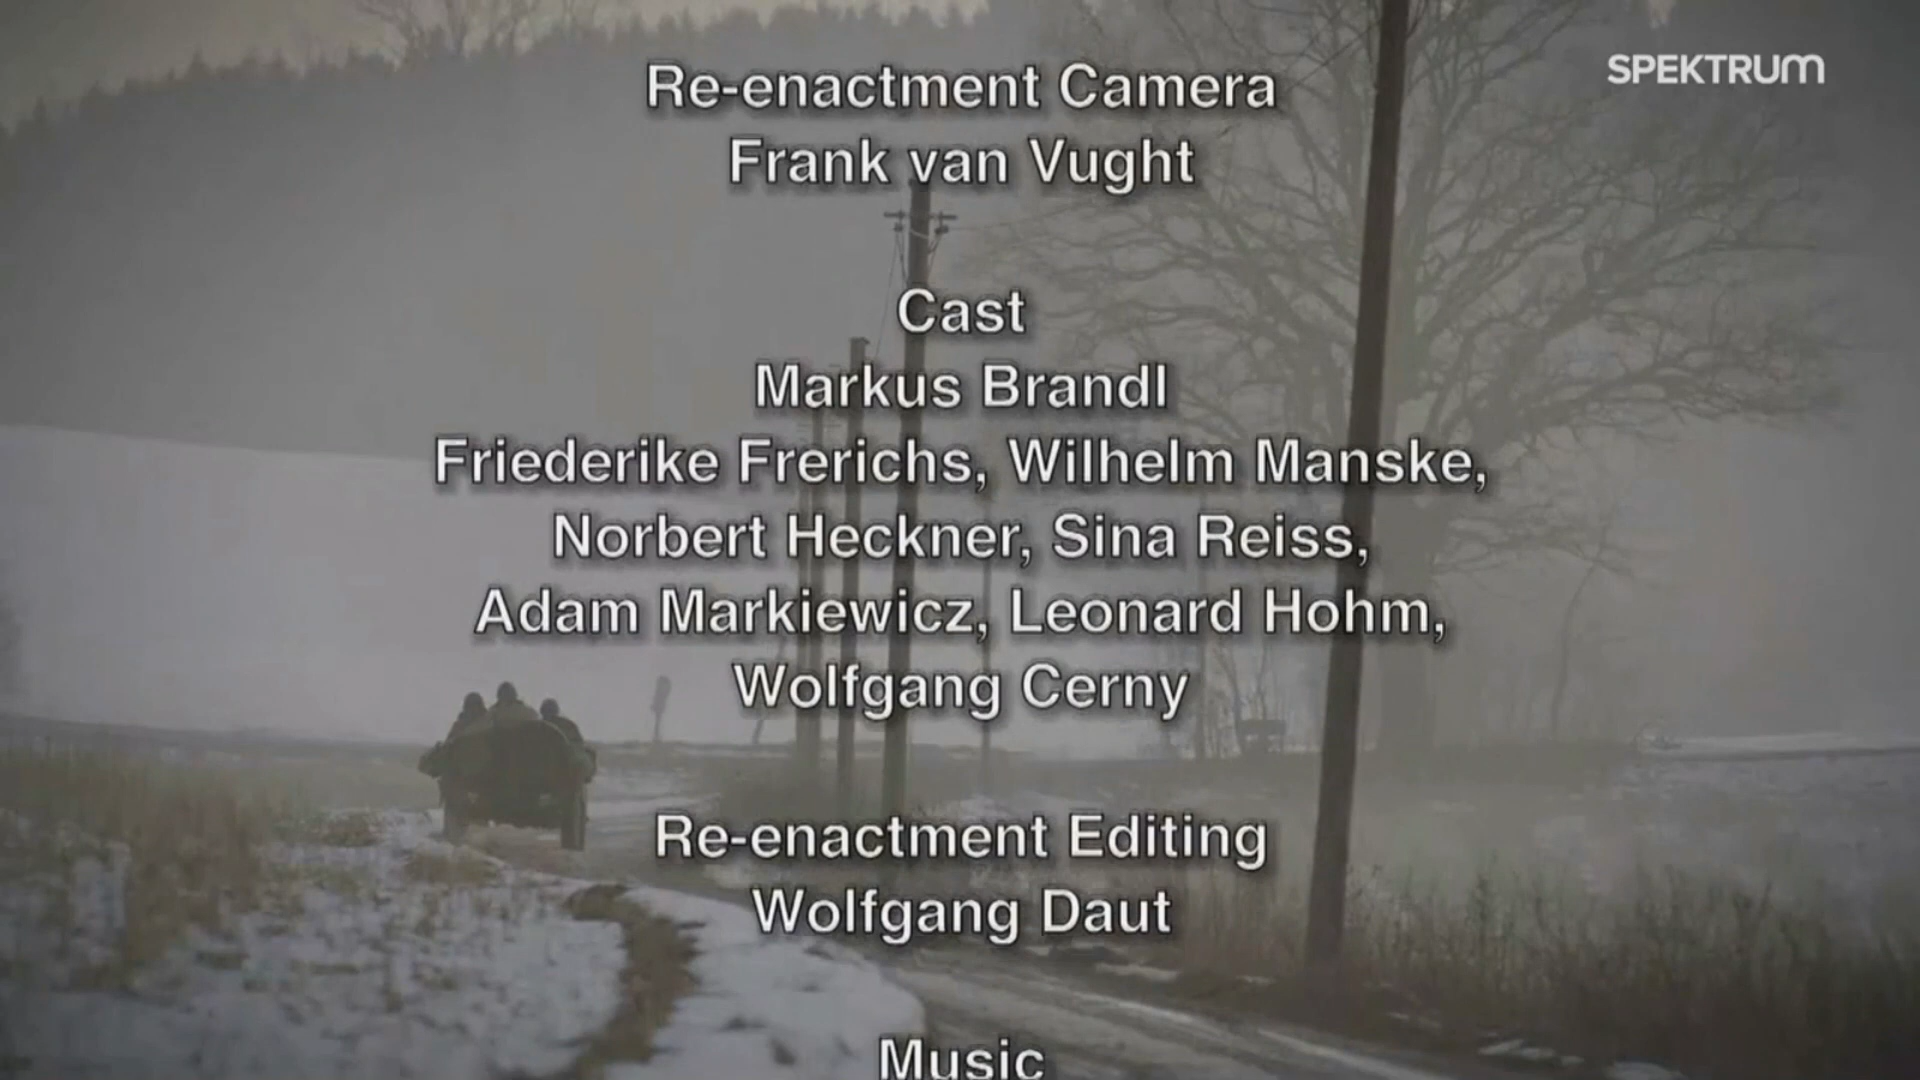 SPEKTRUM
Re-enactment Camera
Frank van Vught
Cast
Markus Brandl
Friederike Frerichs, Wilhelm Manske,
Norbert Heckner, Sina Reiss,
Adam Markiewicz, Leonard Hohm,
Wolfgang Cerny
Re-enactment Editing
Wolfgang Daut
Music